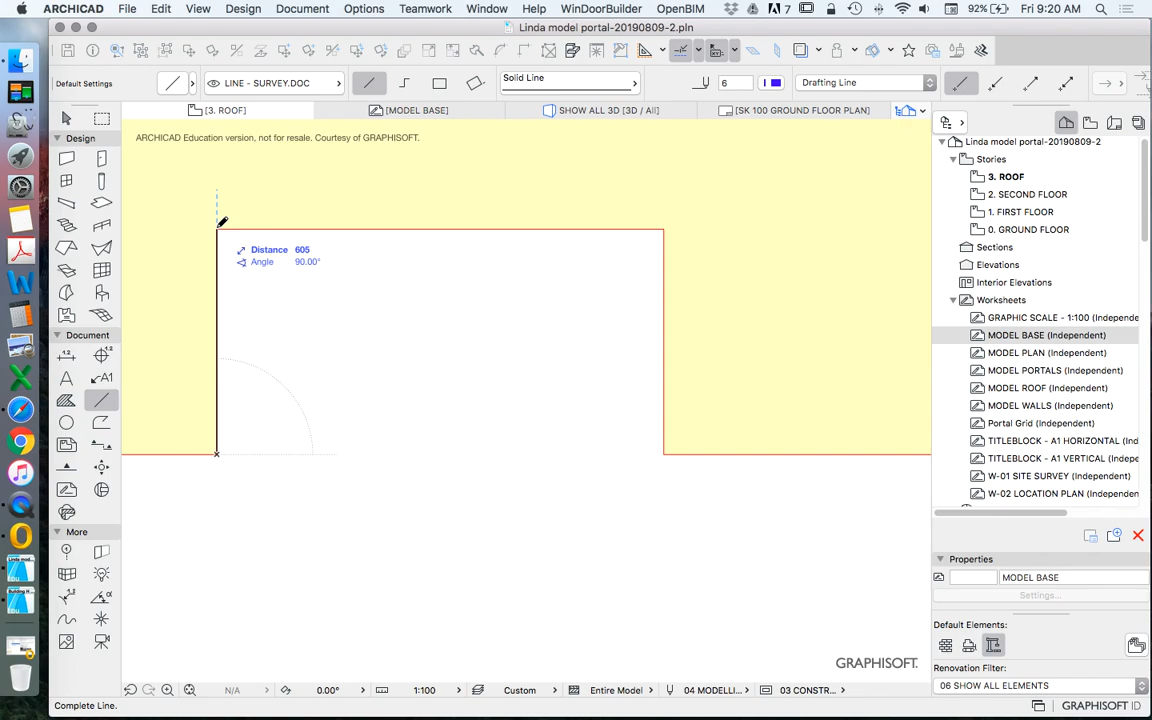 ARCHICAD File Edit View Design Document Options Teamwork Window WinDoorBuilder OpenBIM Help 7 92% Fri 9:20 AM
Linda model portal-20190809-2.pln
Default Settings
LINE - SURVEY.DOC
Solid Line
6
Drafting Line
[3. ROOF]
[MODEL BASE]
SHOW ALL 3D [3D / All]
[SK 100 GROUND FLOOR PLAN]
ARCHICAD Education version, not for resale. Courtesy of GRAPHISOFT.
Design
Document
More
Distance 605
Angle 90.00°
GRAPHISOFT.
Linda model portal-20190809-2
Stories
3. ROOF
2. SECOND FLOOR
1. FIRST FLOOR
0. GROUND FLOOR
Sections
Elevations
Interior Elevations
Worksheets
GRAPHIC SCALE - 1:100 (Independe
MODEL BASE (Independent)
MODEL PLAN (Independent)
MODEL PORTALS (Independent)
MODEL ROOF (Independent)
MODEL WALLS (Independent)
Portal Grid (Independent)
TITLEBLOCK - A1 HORIZONTAL (Ind
TITLEBLOCK - A1 VERTICAL (Indepe
W-01 SITE SURVEY (Independent)
W-02 LOCATION PLAN (Independen
Properties
MODEL BASE
Settings...
Default Elements:
Renovation Filter:
06 SHOW ALL ELEMENTS
N/A
0.00°
1:100
Custom
Entire Model
04 MODELLI...
03 CONSTR...
Complete Line.
GRAPHISOFT ID